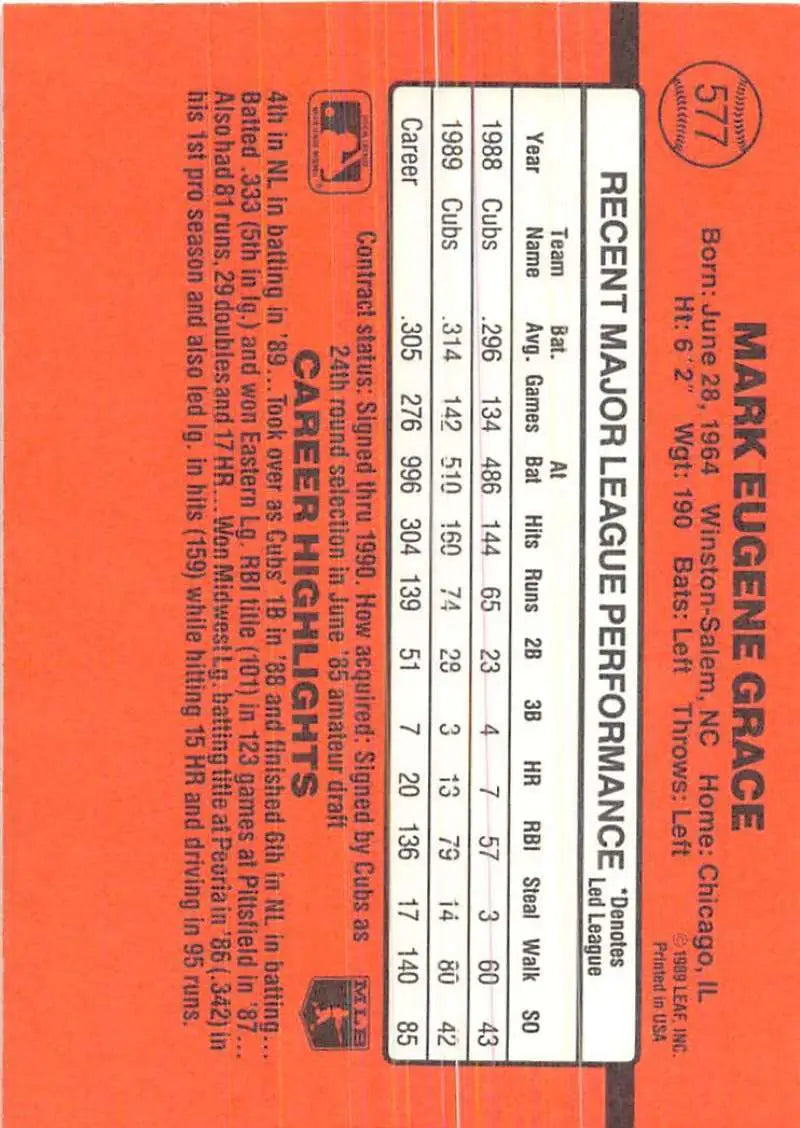 577
MARK EUGENE GRACE
Born: June 28, 1964 Winston-Salem, NC Home: Chicago, IL
Ht: 6'2" Wgt: 190 Bats: Left Throws: Left
© 1989 LEAF, INC.
Printed in USA
RECENT MAJOR LEAGUE PERFORMANCE *Denotes Led League
Year Team Name Bat. Avg. Games At Bat Hits Runs 2B 3B HR RBI Steal Walk SO
1988 Cubs .296 134 486 144 65 23 4 7 57 3 60 43
1989 Cubs .314 142 510 160 74 28 3 13 79 14 80 42
Career .305 276 996 304 139 51 7 20 136 17 140 85
Contract status: Signed thru 1990. How acquired: Signed by Cubs as
24th round selection in June '85 amateur draft
MLB
CAREER HIGHLIGHTS
4th in NL in batting in '89... Took over as Cubs' 1B in '88 and finished 6th in NL in batting...
Batted .333 (5th in lg.) and won Eastern Lg. RBI title (101) in 123 games at Pittsfield in '87...
Also had 81 runs, 29 doubles and 17 HR... Won Midwest Lg. batting title at Peoria in '86 (.342) in
his 1st pro season and also led lg. in hits (159) while hitting 15 HR and driving in 95 runs.